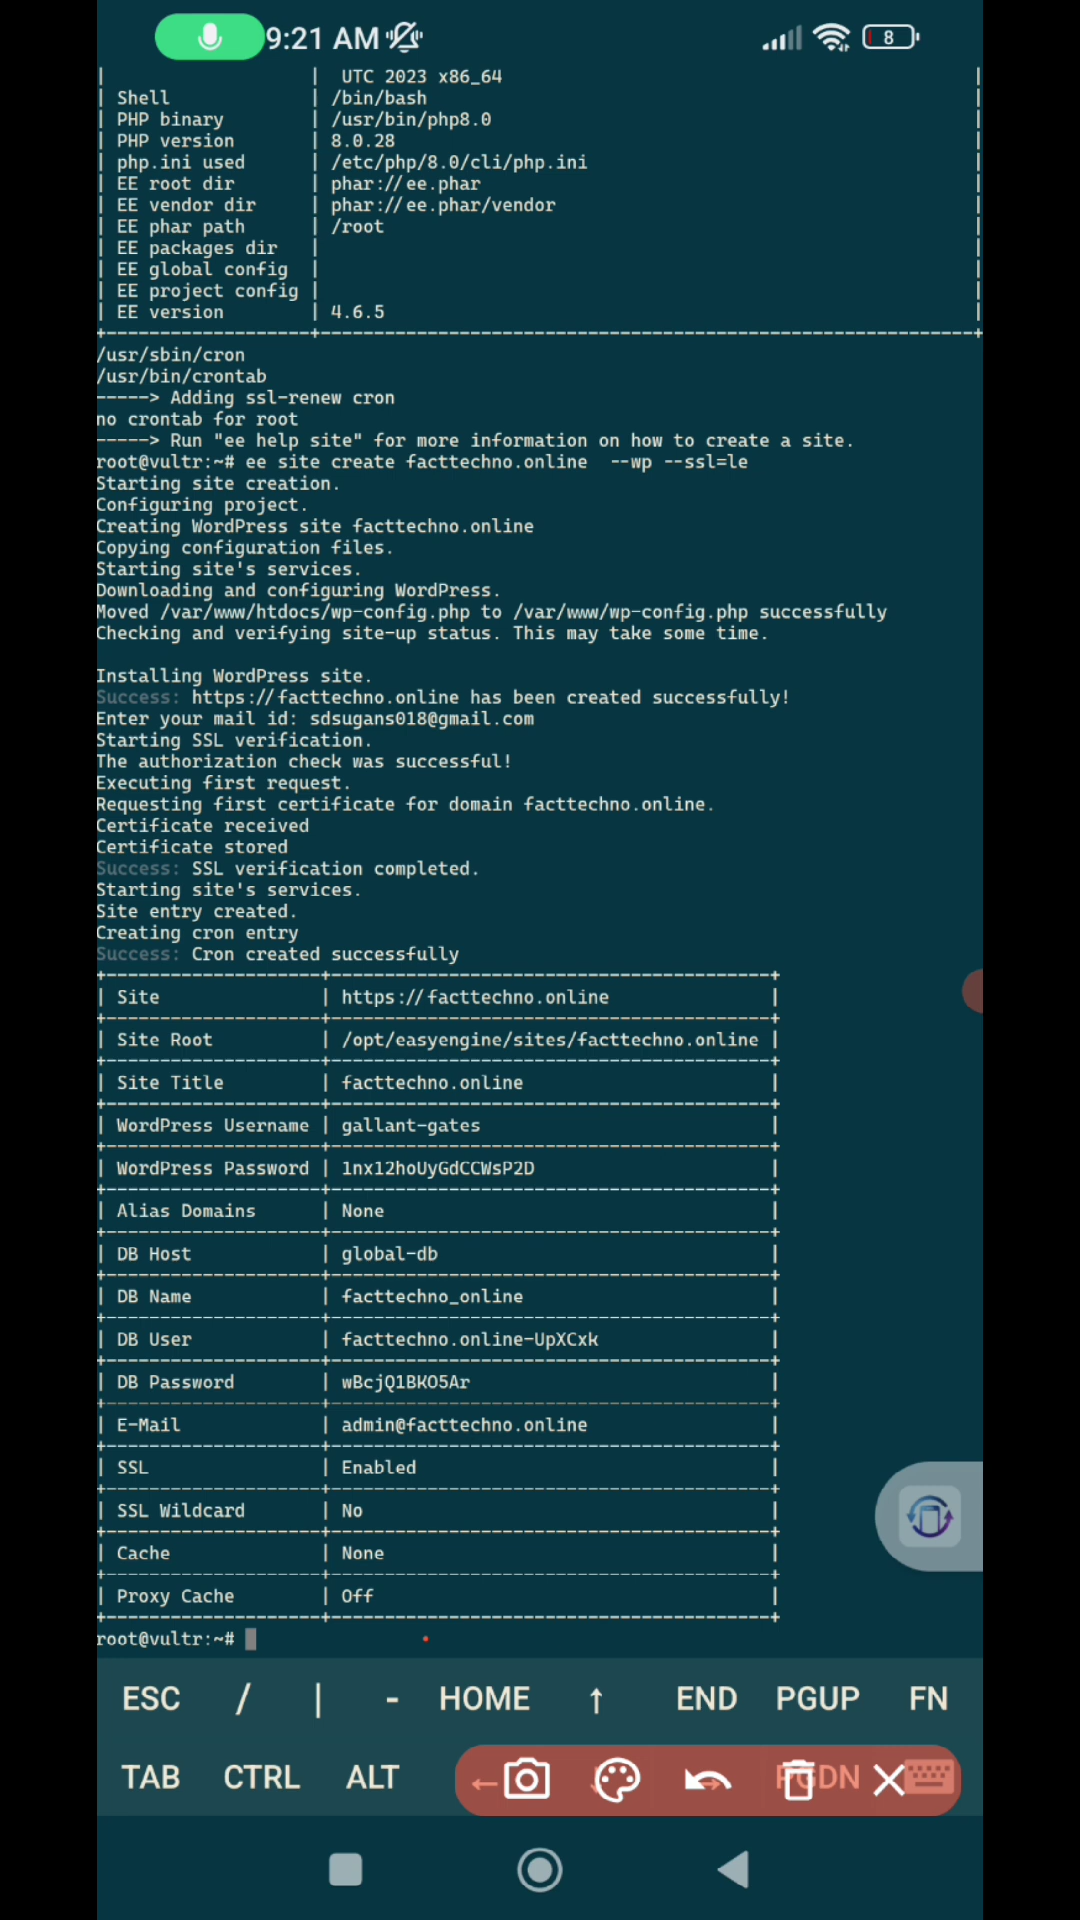 9:21 AM 8
| | UTC 2023 x86_64 |
| Shell | /bin/bash |
| PHP binary | /usr/bin/php8.0 |
| PHP version | 8.0.28 |
| php.ini used | /etc/php/8.0/cli/php.ini |
| EE root dir | phar://ee.phar |
| EE vendor dir | phar://ee.phar/vendor |
| EE phar path | /root |
| EE packages dir | |
| EE global config | |
| EE project config | |
| EE version | 4.6.5 |
/usr/sbin/cron
/usr/bin/crontab
-----> Adding ssl-renew cron
no crontab for root
-----> Run "ee help site" for more information on how to create a site.
root@vultr:~# ee site create facttechno.online --wp --ssl=le
Starting site creation.
Configuring project.
Creating WordPress site facttechno.online
Copying configuration files.
Starting site's services.
Downloading and configuring WordPress.
Moved /var/www/htdocs/wp-config.php to /var/www/wp-config.php successfully
Checking and verifying site-up status. This may take some time.
Installing WordPress site.
Success: https://facttechno.online has been created successfully!
Enter your mail id: sdsugans018@gmail.com
Starting SSL verification.
The authorization check was successful!
Executing first request.
Requesting first certificate for domain facttechno.online.
Certificate received
Certificate stored
Success: SSL verification completed.
Starting site's services.
Site entry created.
Creating cron entry
Success: Cron created successfully
| Site | https://facttechno.online |
| Site Root | /opt/easyengine/sites/facttechno.online |
| Site Title | facttechno.online |
| WordPress Username | gallant-gates |
| WordPress Password | 1nx12hoUyGdCCWsP2D |
| Alias Domains | None |
| DB Host | global-db |
| DB Name | facttechno_online |
| DB User | facttechno.online-UpXCxk |
| DB Password | wBcjQ1BKO5Ar |
| E-Mail | admin@facttechno.online |
| SSL | Enabled |
| SSL Wildcard | No |
| Cache | None |
| Proxy Cache | Off |
root@vultr:~#
ESC / | - HOME ↑ END PGUP FN
TAB CTRL ALT ← ↓ → PGDN